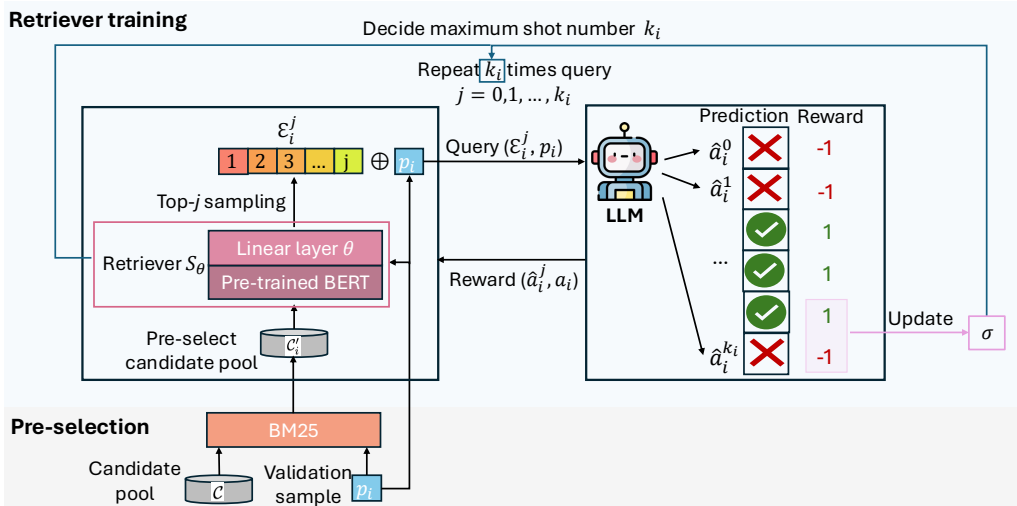 Retriever training
Decide maximum shot number k_i
Repeat k_i times query
j = 0,1, ..., k_i
Ɛ_i^j
1 2 3 ... j ⊕ p_i
Query (Ɛ_i^j, p_i)
Top-j sampling
Retriever S_θ
Linear layer θ
Pre-trained BERT
Reward (â_i^j, a_i)
Pre-select
candidate pool
C_i′
LLM
Prediction Reward
â_i^0 -1
â_i^1 -1
1
... 1
1
â_i^{k_i} -1
Update
σ
Pre-selection
BM25
Candidate
pool
C
Validation
sample
p_i